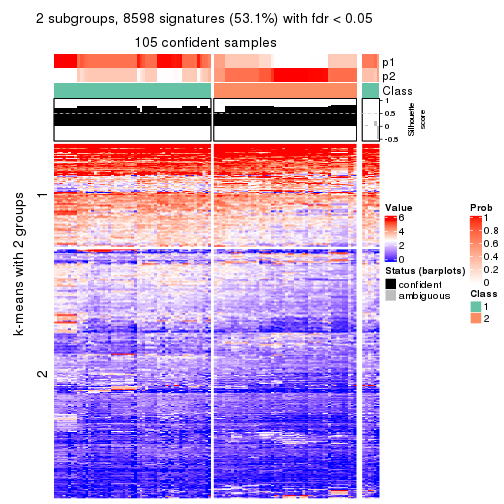 2 subgroups, 8598 signatures (53.1%) with fdr < 0.05
105 confident samples
p1
p2
Class
1
0.5
0
-0.5
Silhouette
score
k-means with 2 groups
1
2
Value
6
4
2
0
Status (barplots)
confident
ambiguous
Prob
1
0.8
0.6
0.4
0.2
0
Class
1
2